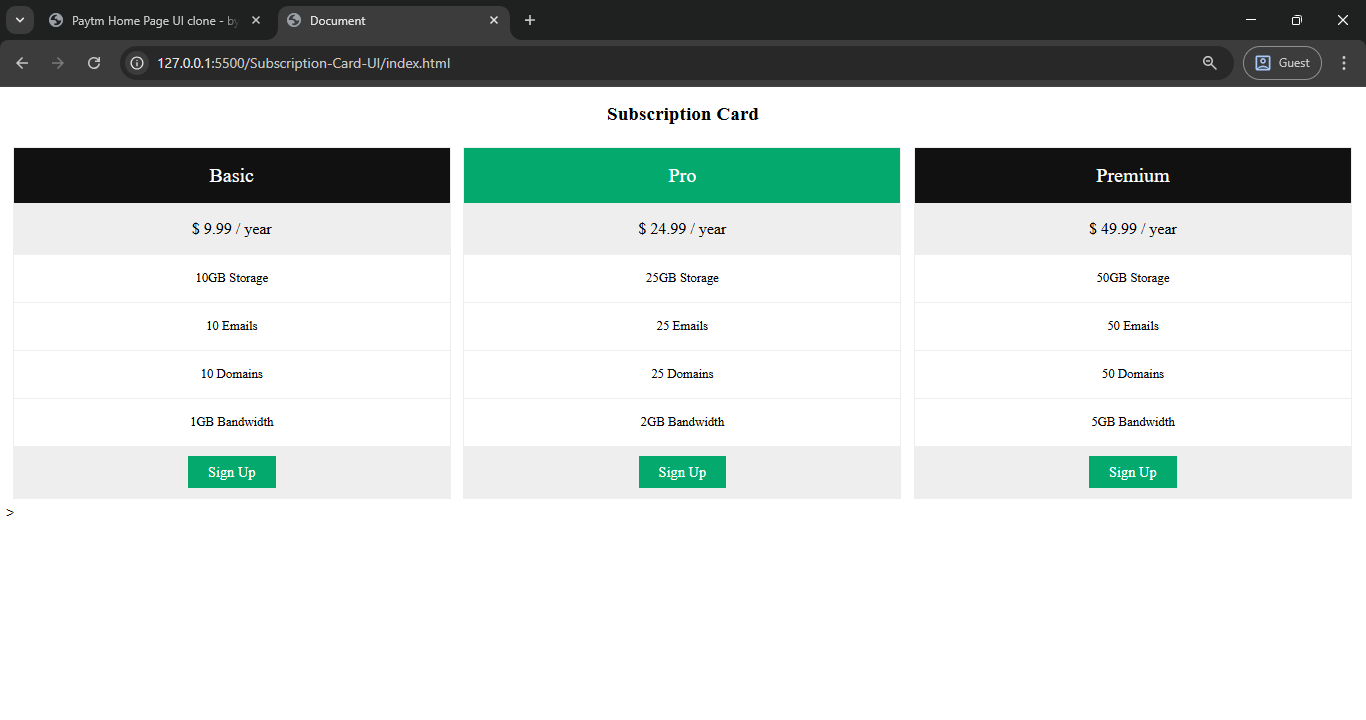 Paytm Home Page UI clone - by
Document
127.0.0.1:5500/Subscription-Card-UI/index.html
Guest
Subscription Card
Basic
$ 9.99 / year
10GB Storage
10 Emails
10 Domains
1GB Bandwidth
Sign Up
Pro
$ 24.99 / year
25GB Storage
25 Emails
25 Domains
2GB Bandwidth
Sign Up
Premium
$ 49.99 / year
50GB Storage
50 Emails
50 Domains
5GB Bandwidth
Sign Up
>